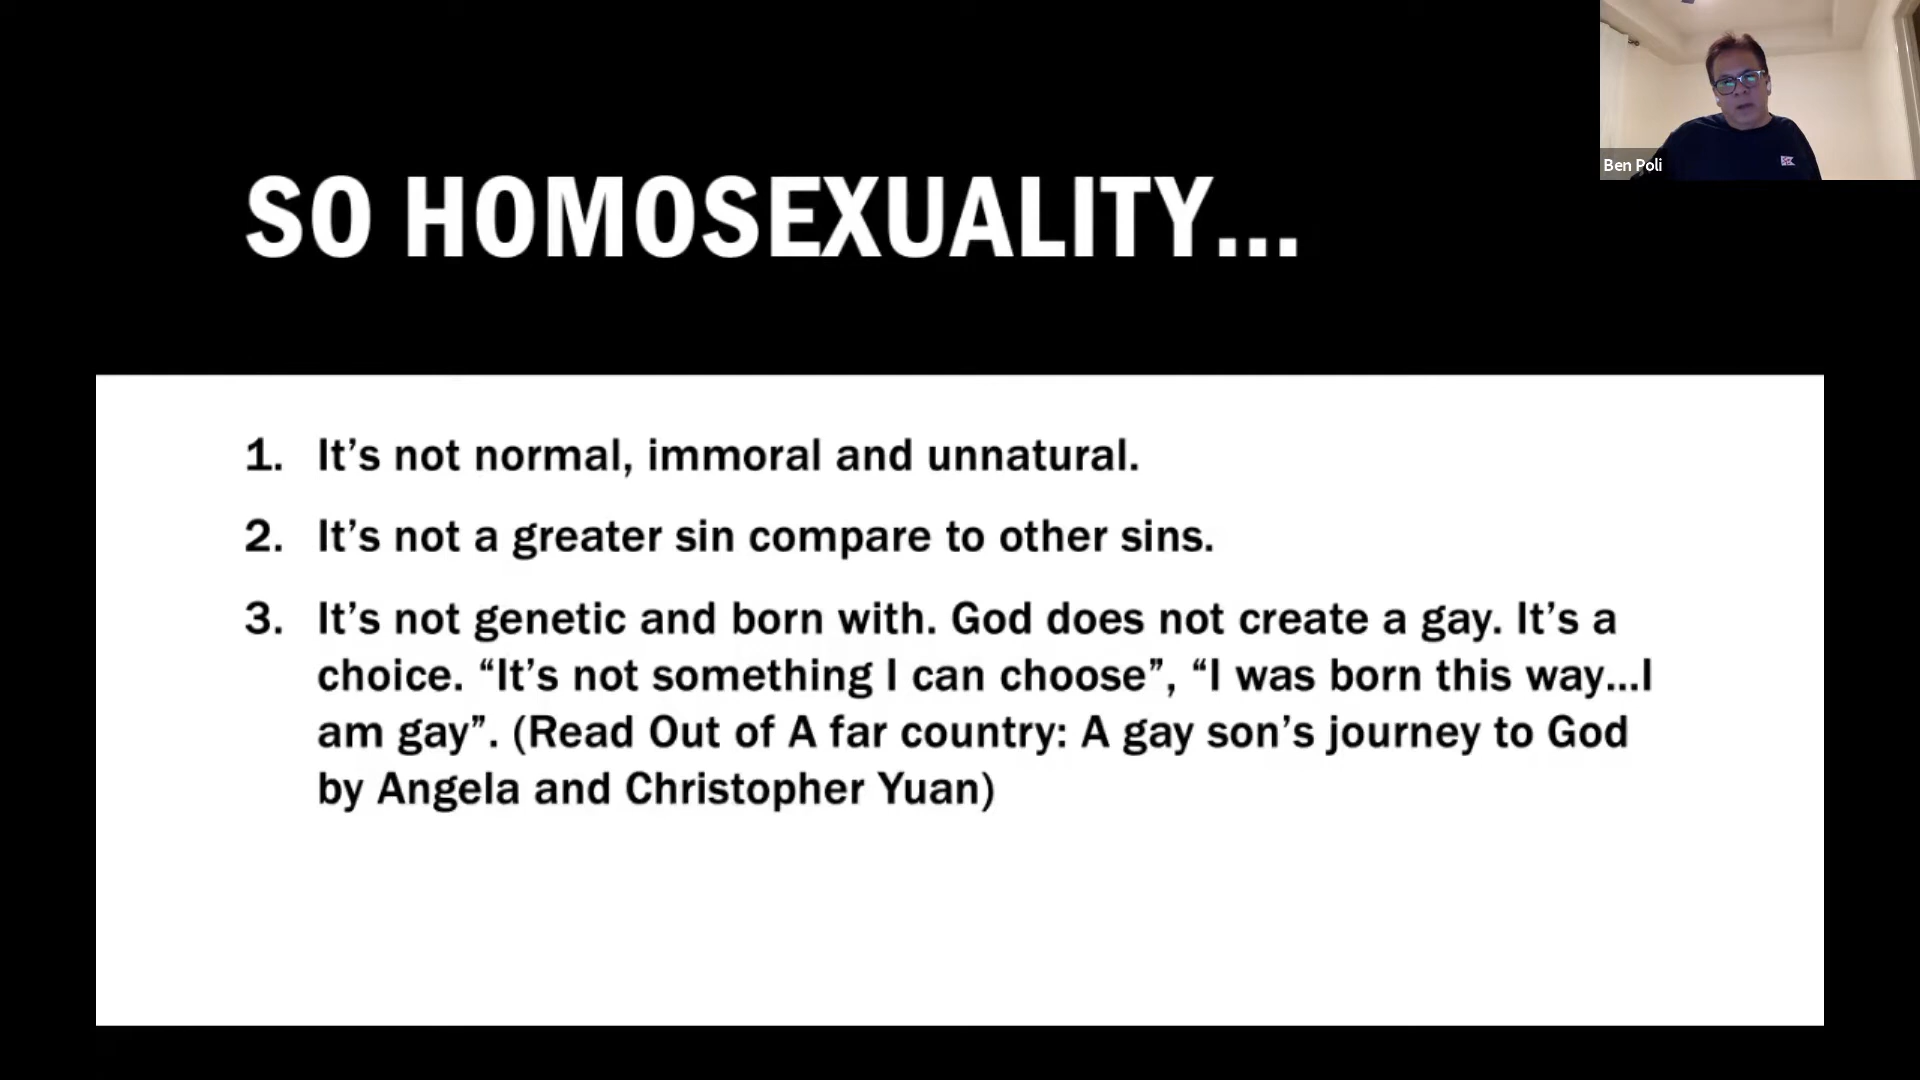 Ben Poli
SO HOMOSEXUALITY...
1. It’s not normal, immoral and unnatural.
2. It’s not a greater sin compare to other sins.
3. It’s not genetic and born with. God does not create a gay. It’s a
choice. “It’s not something I can choose”, “I was born this way...I
am gay”. (Read Out of A far country: A gay son’s journey to God
by Angela and Christopher Yuan)